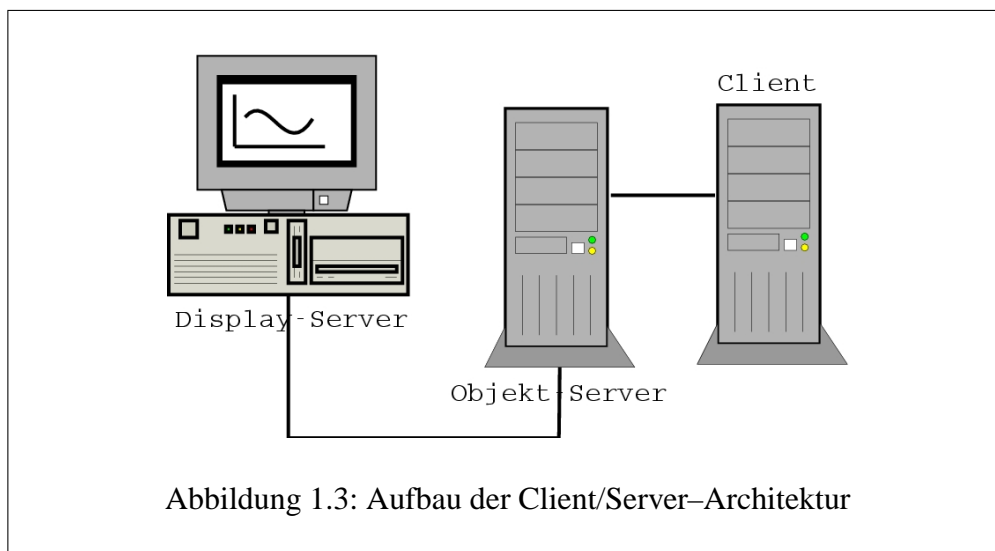 Client
Display-Server
Objekt-Server
Abbildung 1.3: Aufbau der Client/Server–Architektur